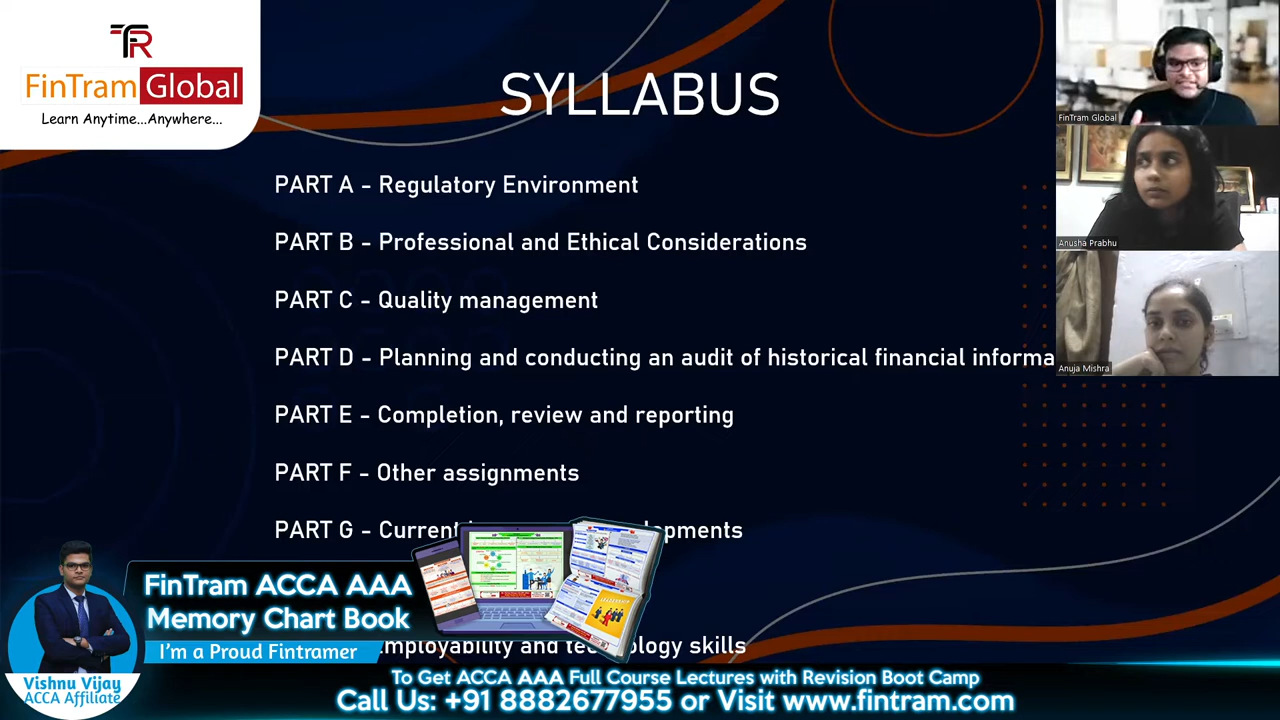 FR
FinTram Global
Learn Anytime...Anywhere...
SYLLABUS
PART A - Regulatory Environment
PART B - Professional and Ethical Considerations
PART C - Quality management
PART D - Planning and conducting an audit of historical financial informa
PART E - Completion, review and reporting
PART F - Other assignments
PART G - Current
mployability and technology skills
FinTram Global
Anusha Prabhu
Anuja Mishra
FinTram ACCA AAA
Memory Chart Book
I'm a Proud Fintramer
Vishnu Vijay
ACCA Affiliate
LEADERSHIP
To Get ACCA AAA Full Course Lectures with Revision Boot Camp
Call Us: +91 8882677955 or Visit www.fintram.com